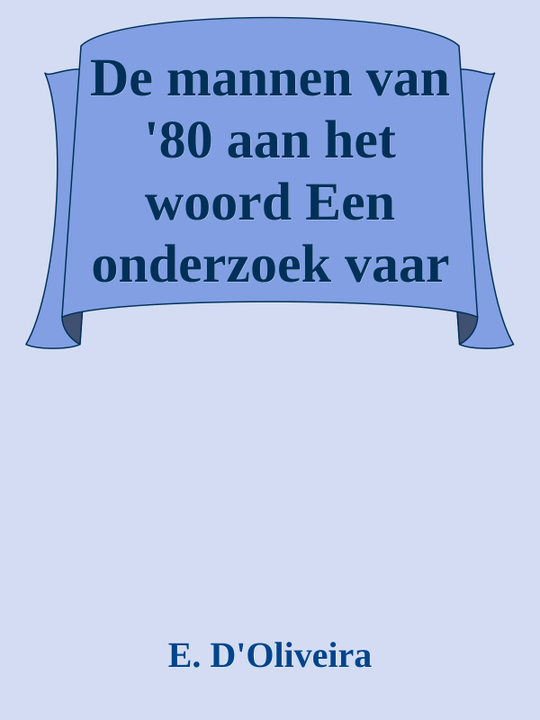 De mannen van
'80 aan het
woord Een
onderzoek vaar
E. D'Oliveira